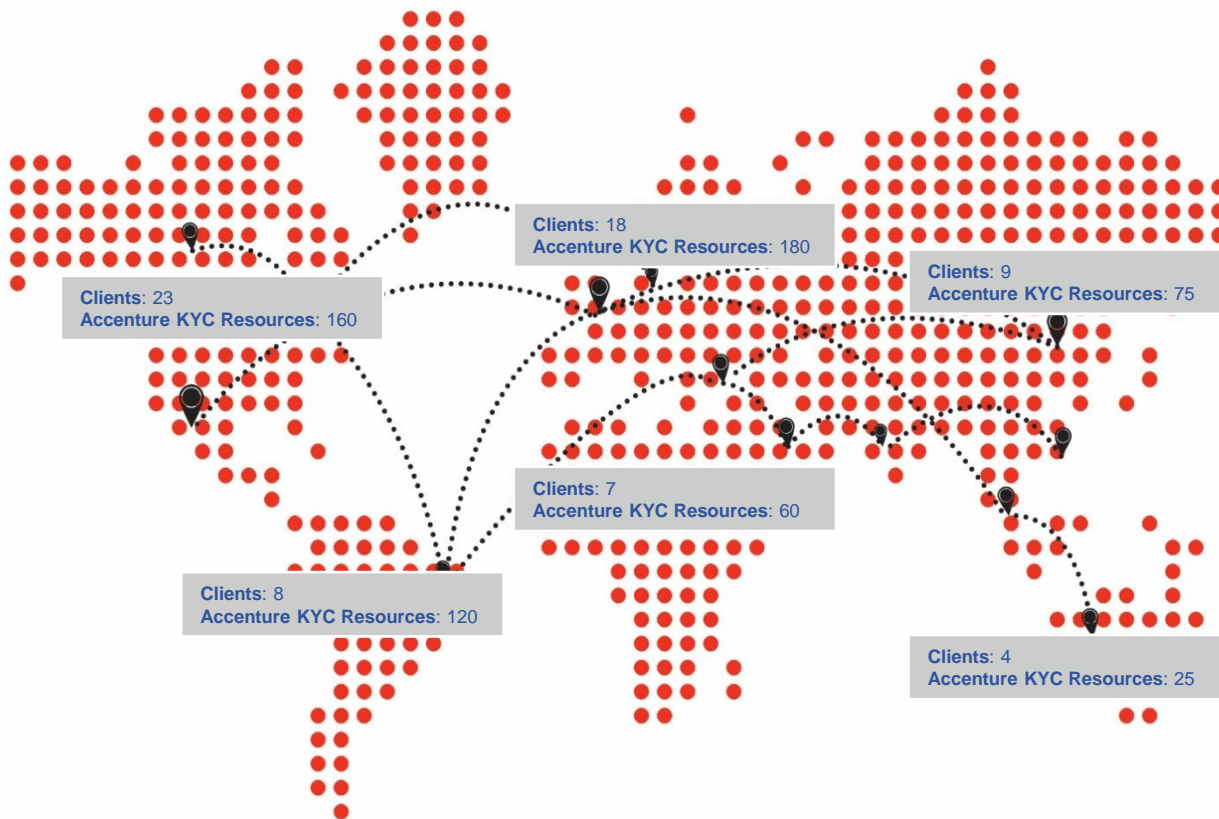 Clients: 18
Accenture KYC Resources: 180
Clients: 9
Accenture KYC Resources: 75
Clients: 23
Accenture KYC Resources: 160
Clients: 7
Accenture KYC Resources: 60
Clients: 8
Accenture KYC Resources: 120
Clients: 4
Accenture KYC Resources: 25